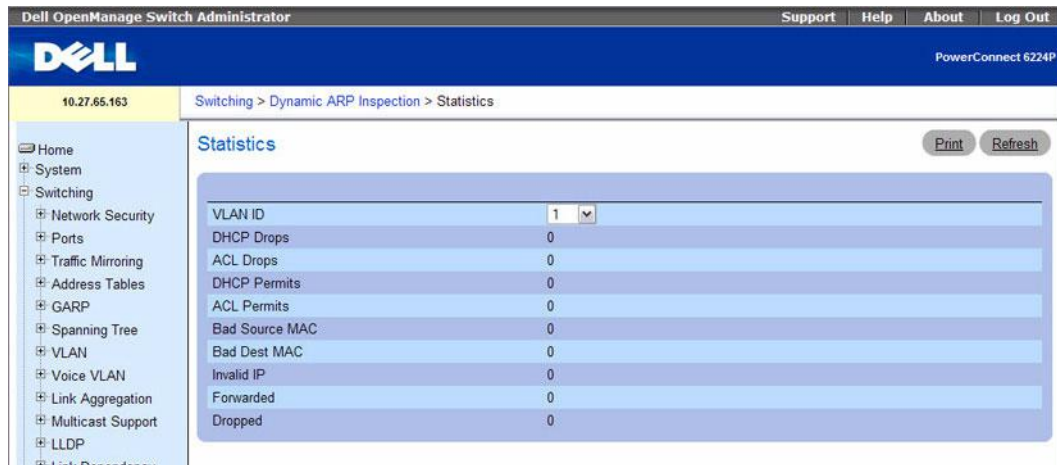 Dell OpenManage Switch Administrator
Support Help About Log Out
DELL
PowerConnect 6224P
10.27.65.163
Switching > Dynamic ARP Inspection > Statistics
Home
System
Switching
Network Security
Ports
Traffic Mirroring
Address Tables
GARP
Spanning Tree
VLAN
Voice VLAN
Link Aggregation
Multicast Support
LLDP
Link Dependency
Statistics
Print Refresh
VLAN ID 1
DHCP Drops 0
ACL Drops 0
DHCP Permits 0
ACL Permits 0
Bad Source MAC 0
Bad Dest MAC 0
Invalid IP 0
Forwarded 0
Dropped 0